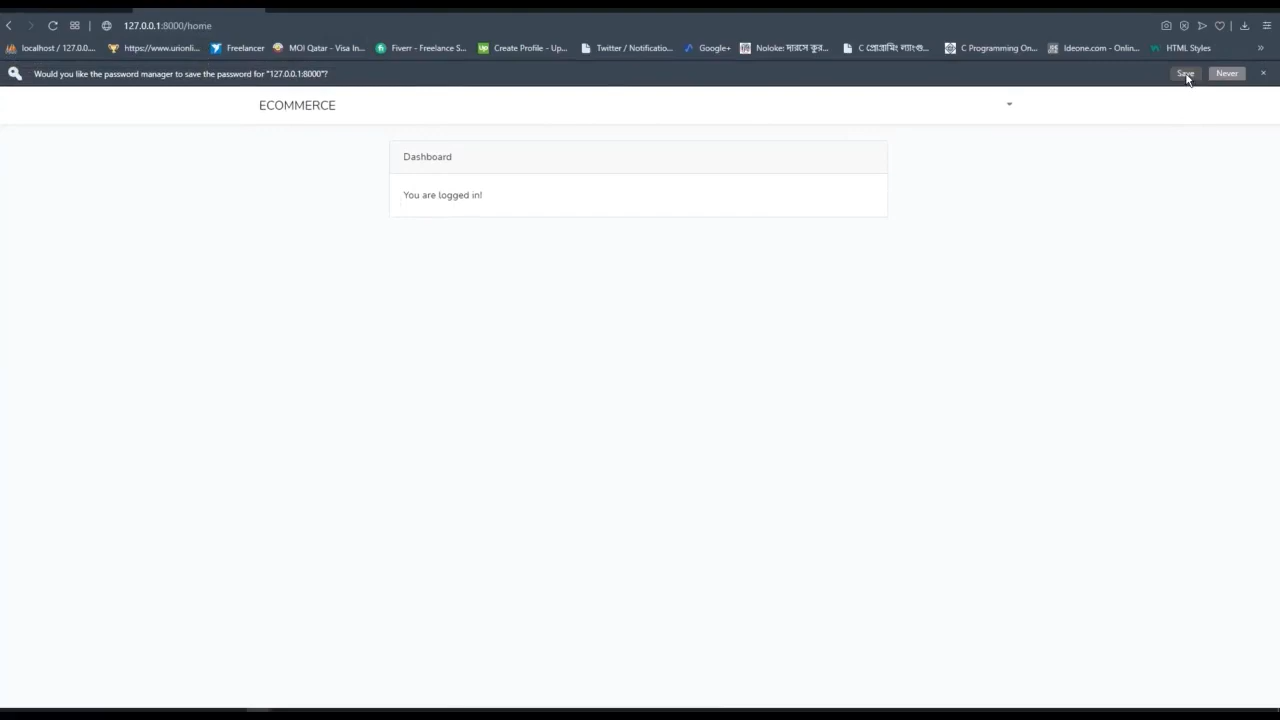 127.0.0.1:8000/home
localhost / 127.0.0... https://www.urionli... Freelancer MOI Qatar - Visa In... Fiverr - Freelance S... Create Profile - Up... Twitter / Notificatio... Google+ Noloke: দারসে কুর... C প্রোগ্রামিং ল্যাংগু... C Programming On... Ideone.com - Onlin... HTML Styles »
Would you like the password manager to save the password for "127.0.0.1:8000"? Save Never
ECOMMERCE
Dashboard
You are logged in!